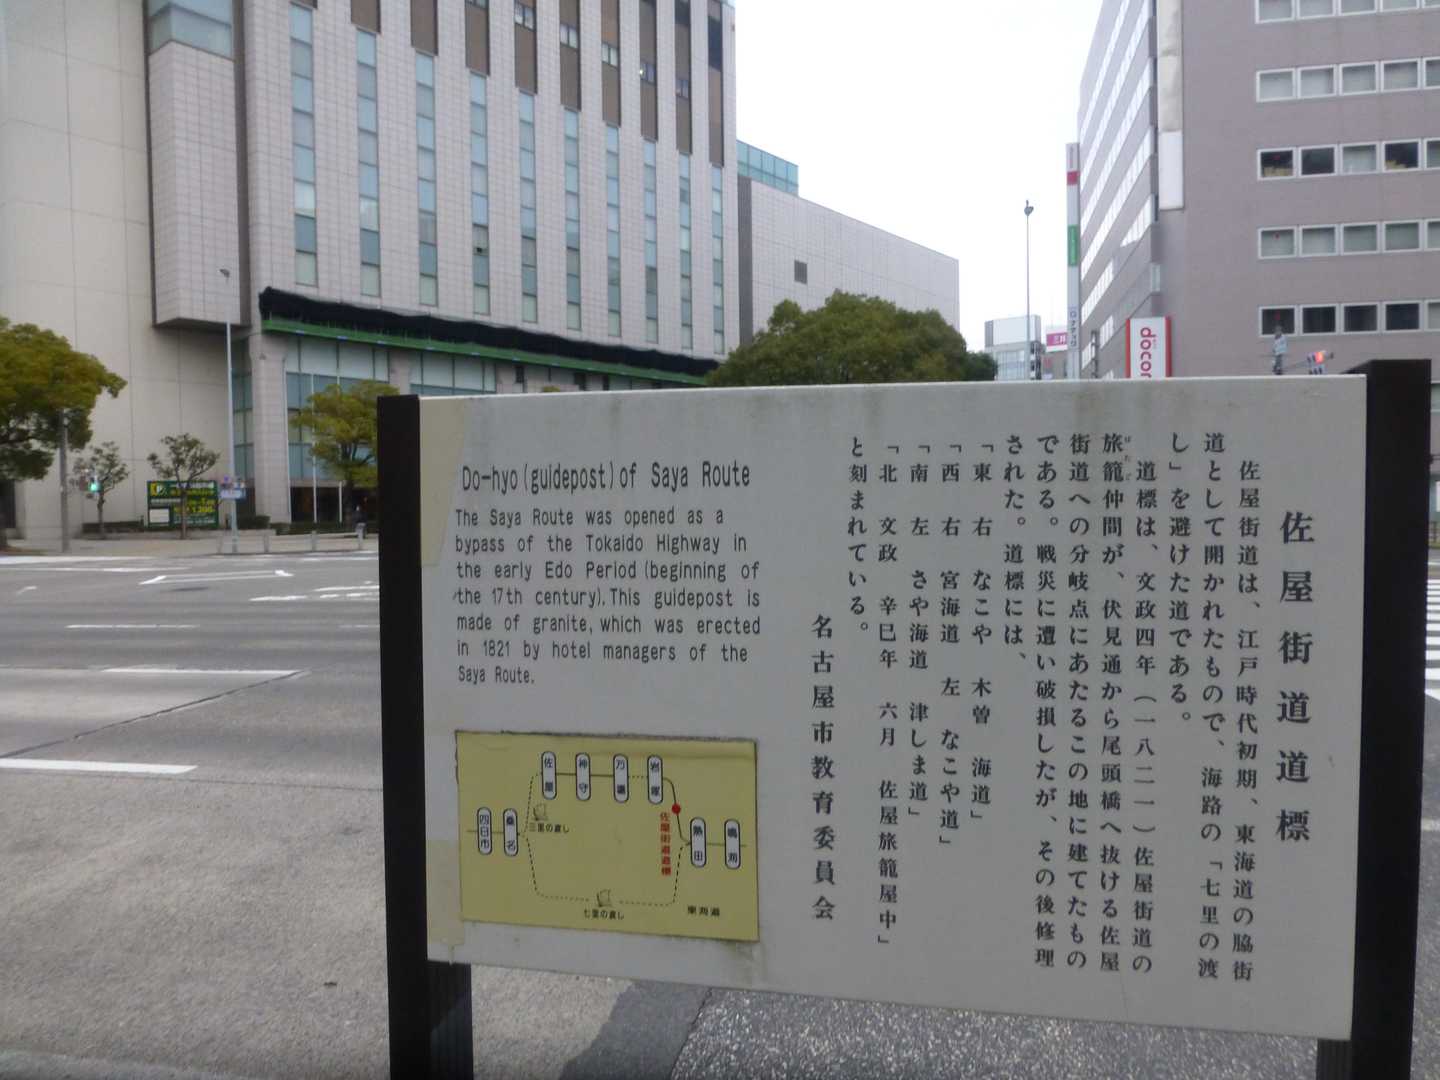 佐屋街道道標
佐屋街道は、江戸時代初期、東海道の脇街
道として開かれたもので、海路の「七里の渡
し」を避けた道である。
道標は、文政四年（一八二一）佐屋街道の
旅籠仲間が、伏見通から尾頭橋へ抜ける佐屋
はたご
街道への分岐点にあたるこの地に建てたもの
である。戦災に遭い破損したが、その後修理
された。道標には、
「東 右 なこや 木曽 海道」
「西 右 宮海道 左 なこや道」
「南 左 さや海道 津しま道」
「北 文政 辛巳年 六月 佐屋旅籠屋中」
と刻まれている。
名古屋市教育委員会
Do-hyo (guidepost) of Saya Route
The Saya Route was opened as a
bypass of the Tokaido Highway in
the early Edo Period (beginning of
the 17th century). This guidepost is
made of granite, which was erected
in 1821 by hotel managers of the
Saya Route.
佐屋
神守
万場
岩塚
四日市
桑名
三里の渡し
佐屋街道道標
熱田
鳴海
七里の渡し
東海道
docomo